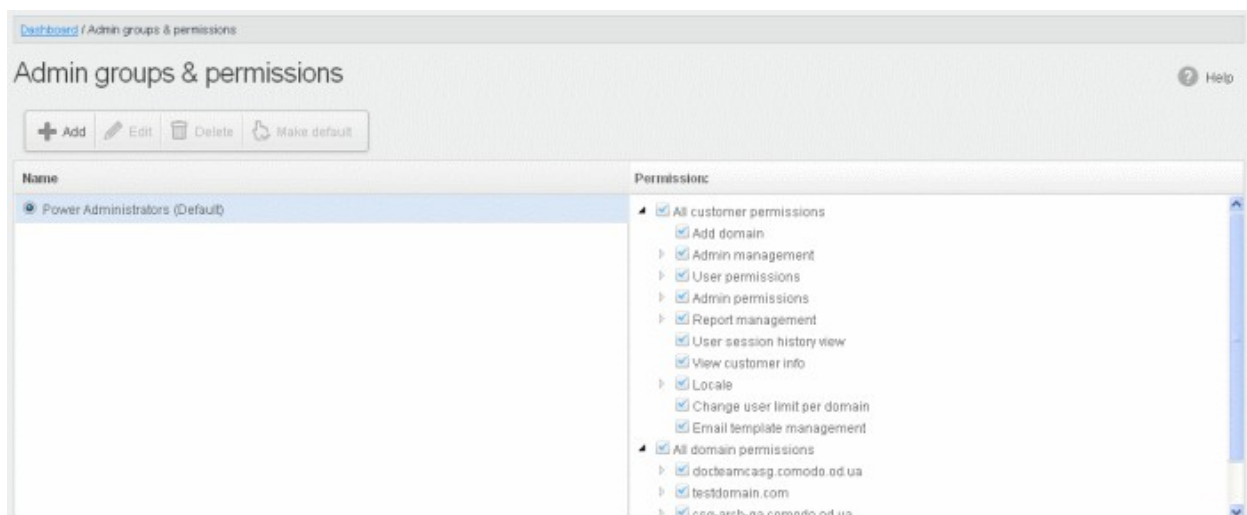 Dashboard / Admin groups & permissions
Admin groups & permissions
Help
Add Edit Delete Make default
Name
Permission:
Power Administrators (Default)
All customer permissions
Add domain
Admin management
User permissions
Admin permissions
Report management
User session history view
View customer info
Locale
Change user limit per domain
Email template management
All domain permissions
docteamcasg.comodo.od.ua
testdomain.com